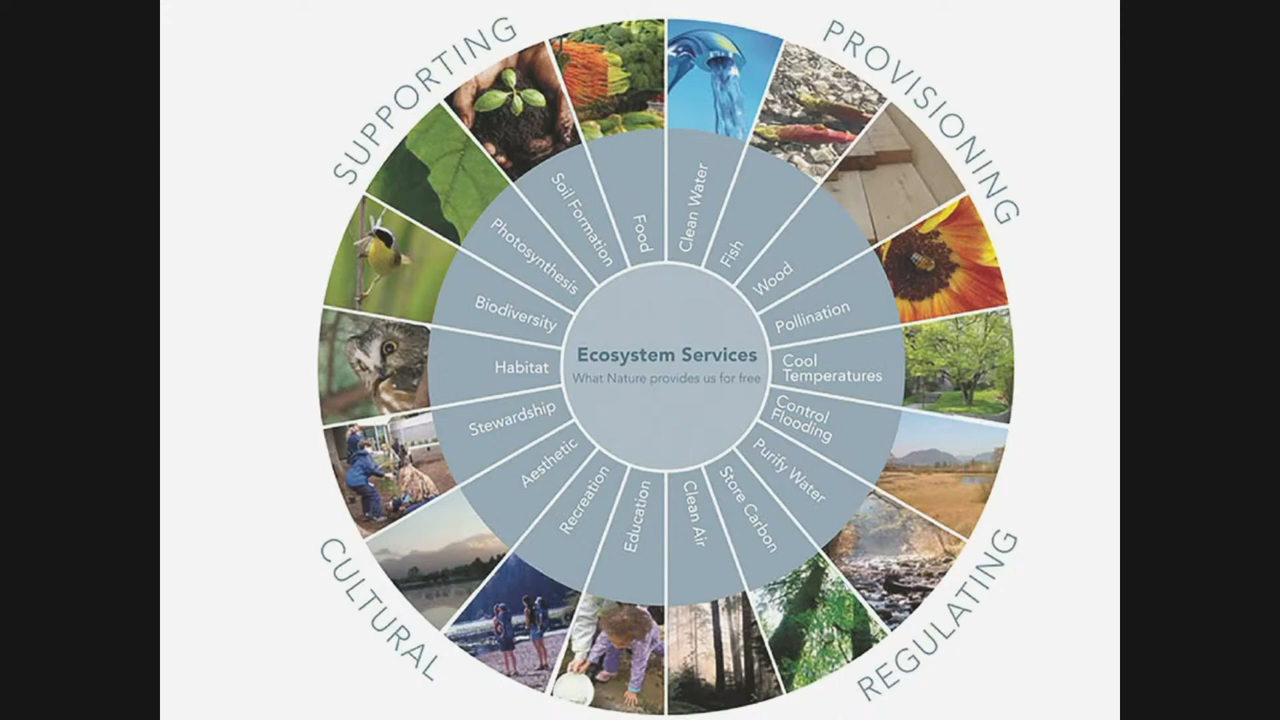 SUPPORTING
PROVISIONING
Soil Formation
Food
Clean Water
Fish
Wood
Photosynthesis
Pollination
Biodiversity
Cool
Temperatures
Habitat
Ecosystem Services
What Nature provides us for free
Control
Flooding
Stewardship
Purify Water
Aesthetic
Store Carbon
Recreation
Clean Air
Education
CULTURAL
REGULATING